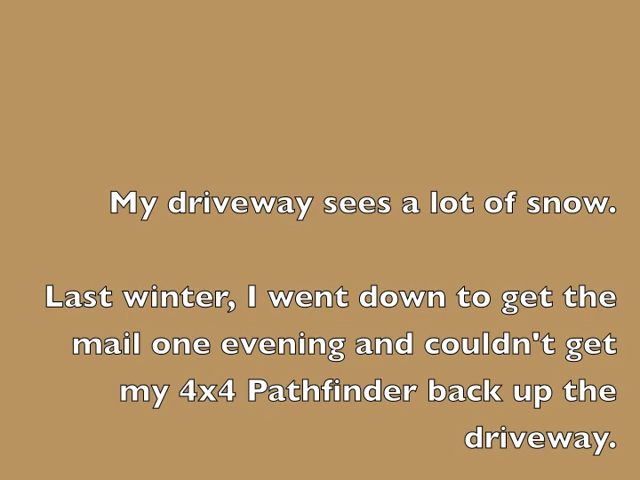 My driveway sees a lot of snow.
Last winter, I went down to get the
mail one evening and couldn't get
my 4x4 Pathfinder back up the
driveway.